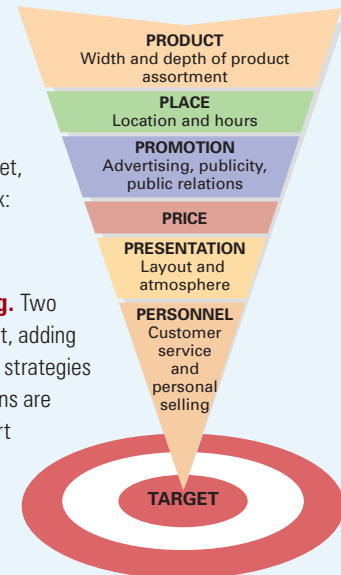 PRODUCT
Width and depth of product
assortment
PLACE
Location and hours
PROMOTION
Advertising, publicity,
public relations
PRICE
PRESENTATION
Layout and
atmosphere
PERSONNEL
Customer
service
and
personal
selling
TARGET
et,
x:
g. Two
t, adding
strategies
ns are
rt